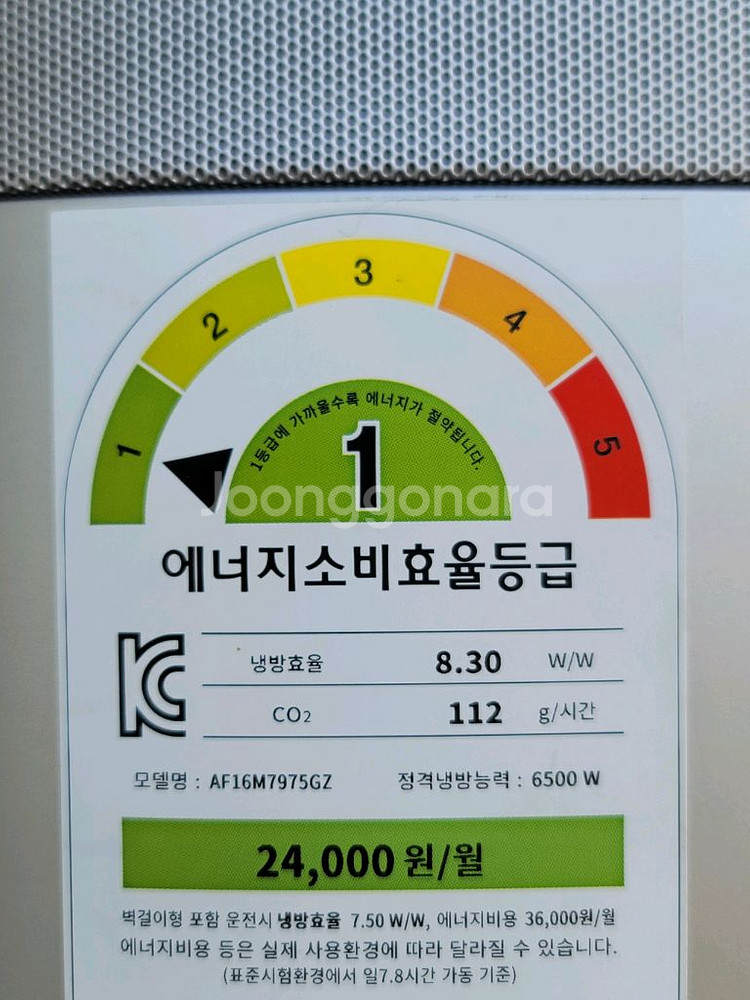 3
2
4
1
5
1등급에 가까울수록 에너지가 절약됩니다.
1
Joonggonara
에너지소비효율등급
냉방효율 8.30 W/W
CO₂ 112 g/시간
모델명 : AF16M7975GZ 정격냉방능력 : 6500 W
24,000 원/월
벽걸이형 포함 운전시 냉방효율 7.50 W/W, 에너지비용 36,000원/월
에너지비용 등은 실제 사용환경에 따라 달라질 수 있습니다.
(표준시험환경에서 일7.8시간 가동 기준)